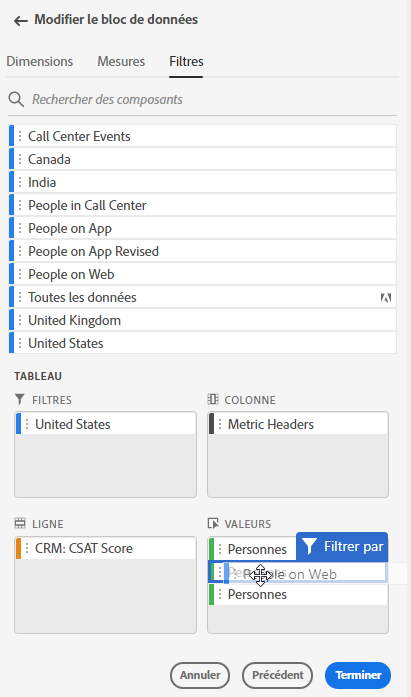 Modifier le bloc de données
Dimensions Mesures Filtres
Rechercher des composants
Call Center Events
Canada
India
People in Call Center
People on App
People on App Revised
People on Web
Toutes les données
United Kingdom
United States
TABLEAU
FILTRES
United States
COLONNE
Metric Headers
LIGNE
CRM: CSAT Score
VALEURS
Personnes
Filtrer par
People on Web
Personnes
Annuler Précédent Terminer